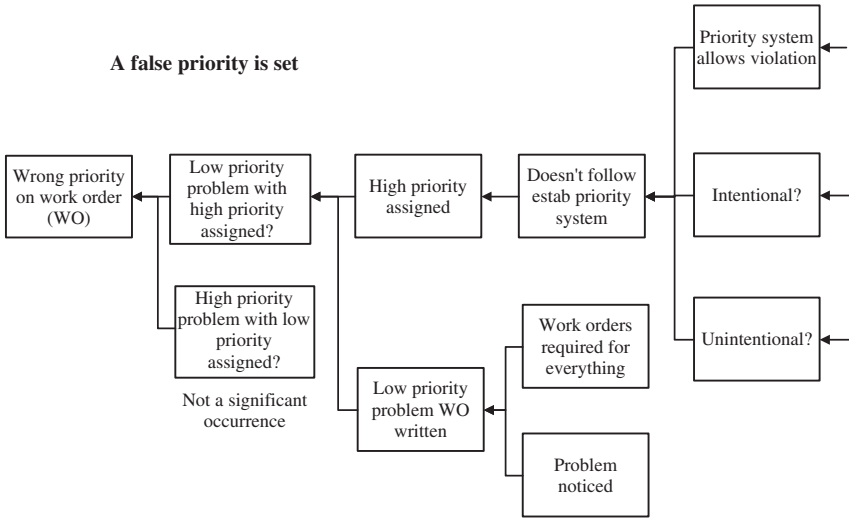 A false priority is set
Priority system
allows violation
Wrong priority
on work order
(WO)
Low priority
problem with
high priority
assigned?
High priority
assigned
Doesn't follow
estab priority
system
Intentional?
High priority
problem with low
priority
assigned?
Not a significant
occurrence
Low priority
problem WO
written
Work orders
required for
everything
Unintentional?
Problem
noticed